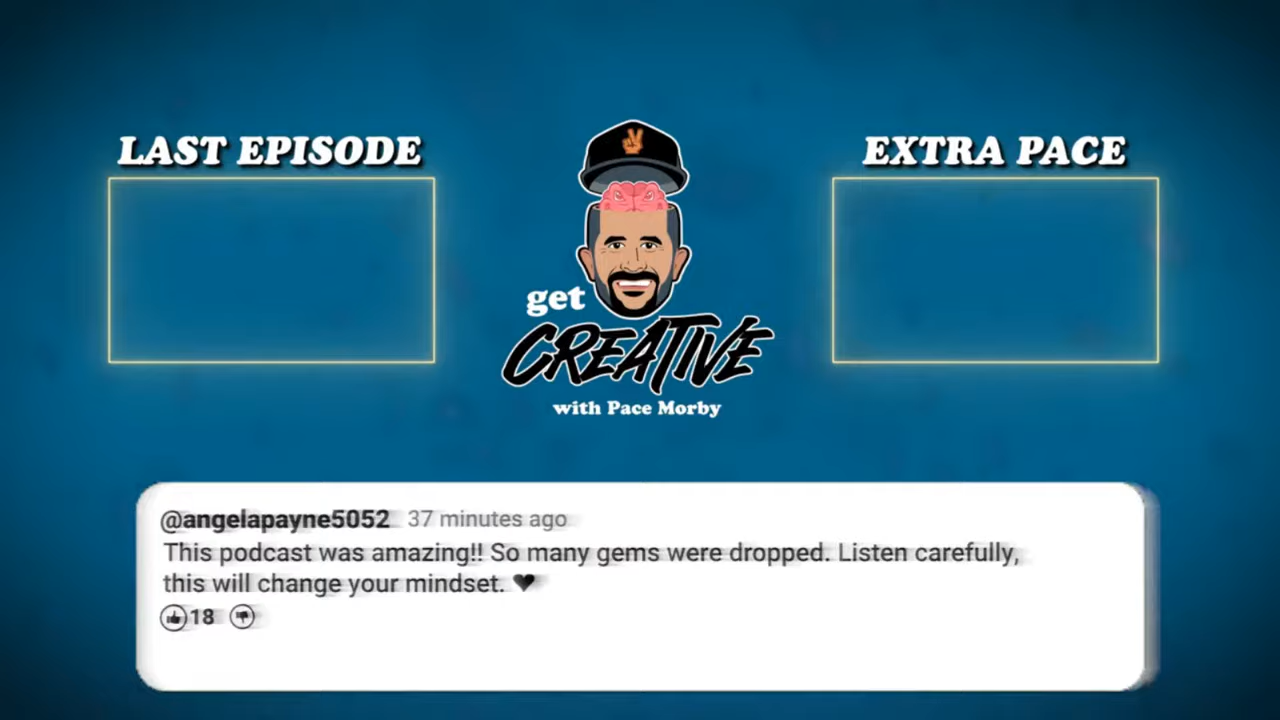 LAST EPISODE
EXTRA PACE
get
CREATIVE
with Pace Morby
@angelapayne5052 37 minutes ago
This podcast was amazing!! So many gems were dropped. Listen carefully,
this will change your mindset. 🖤
18